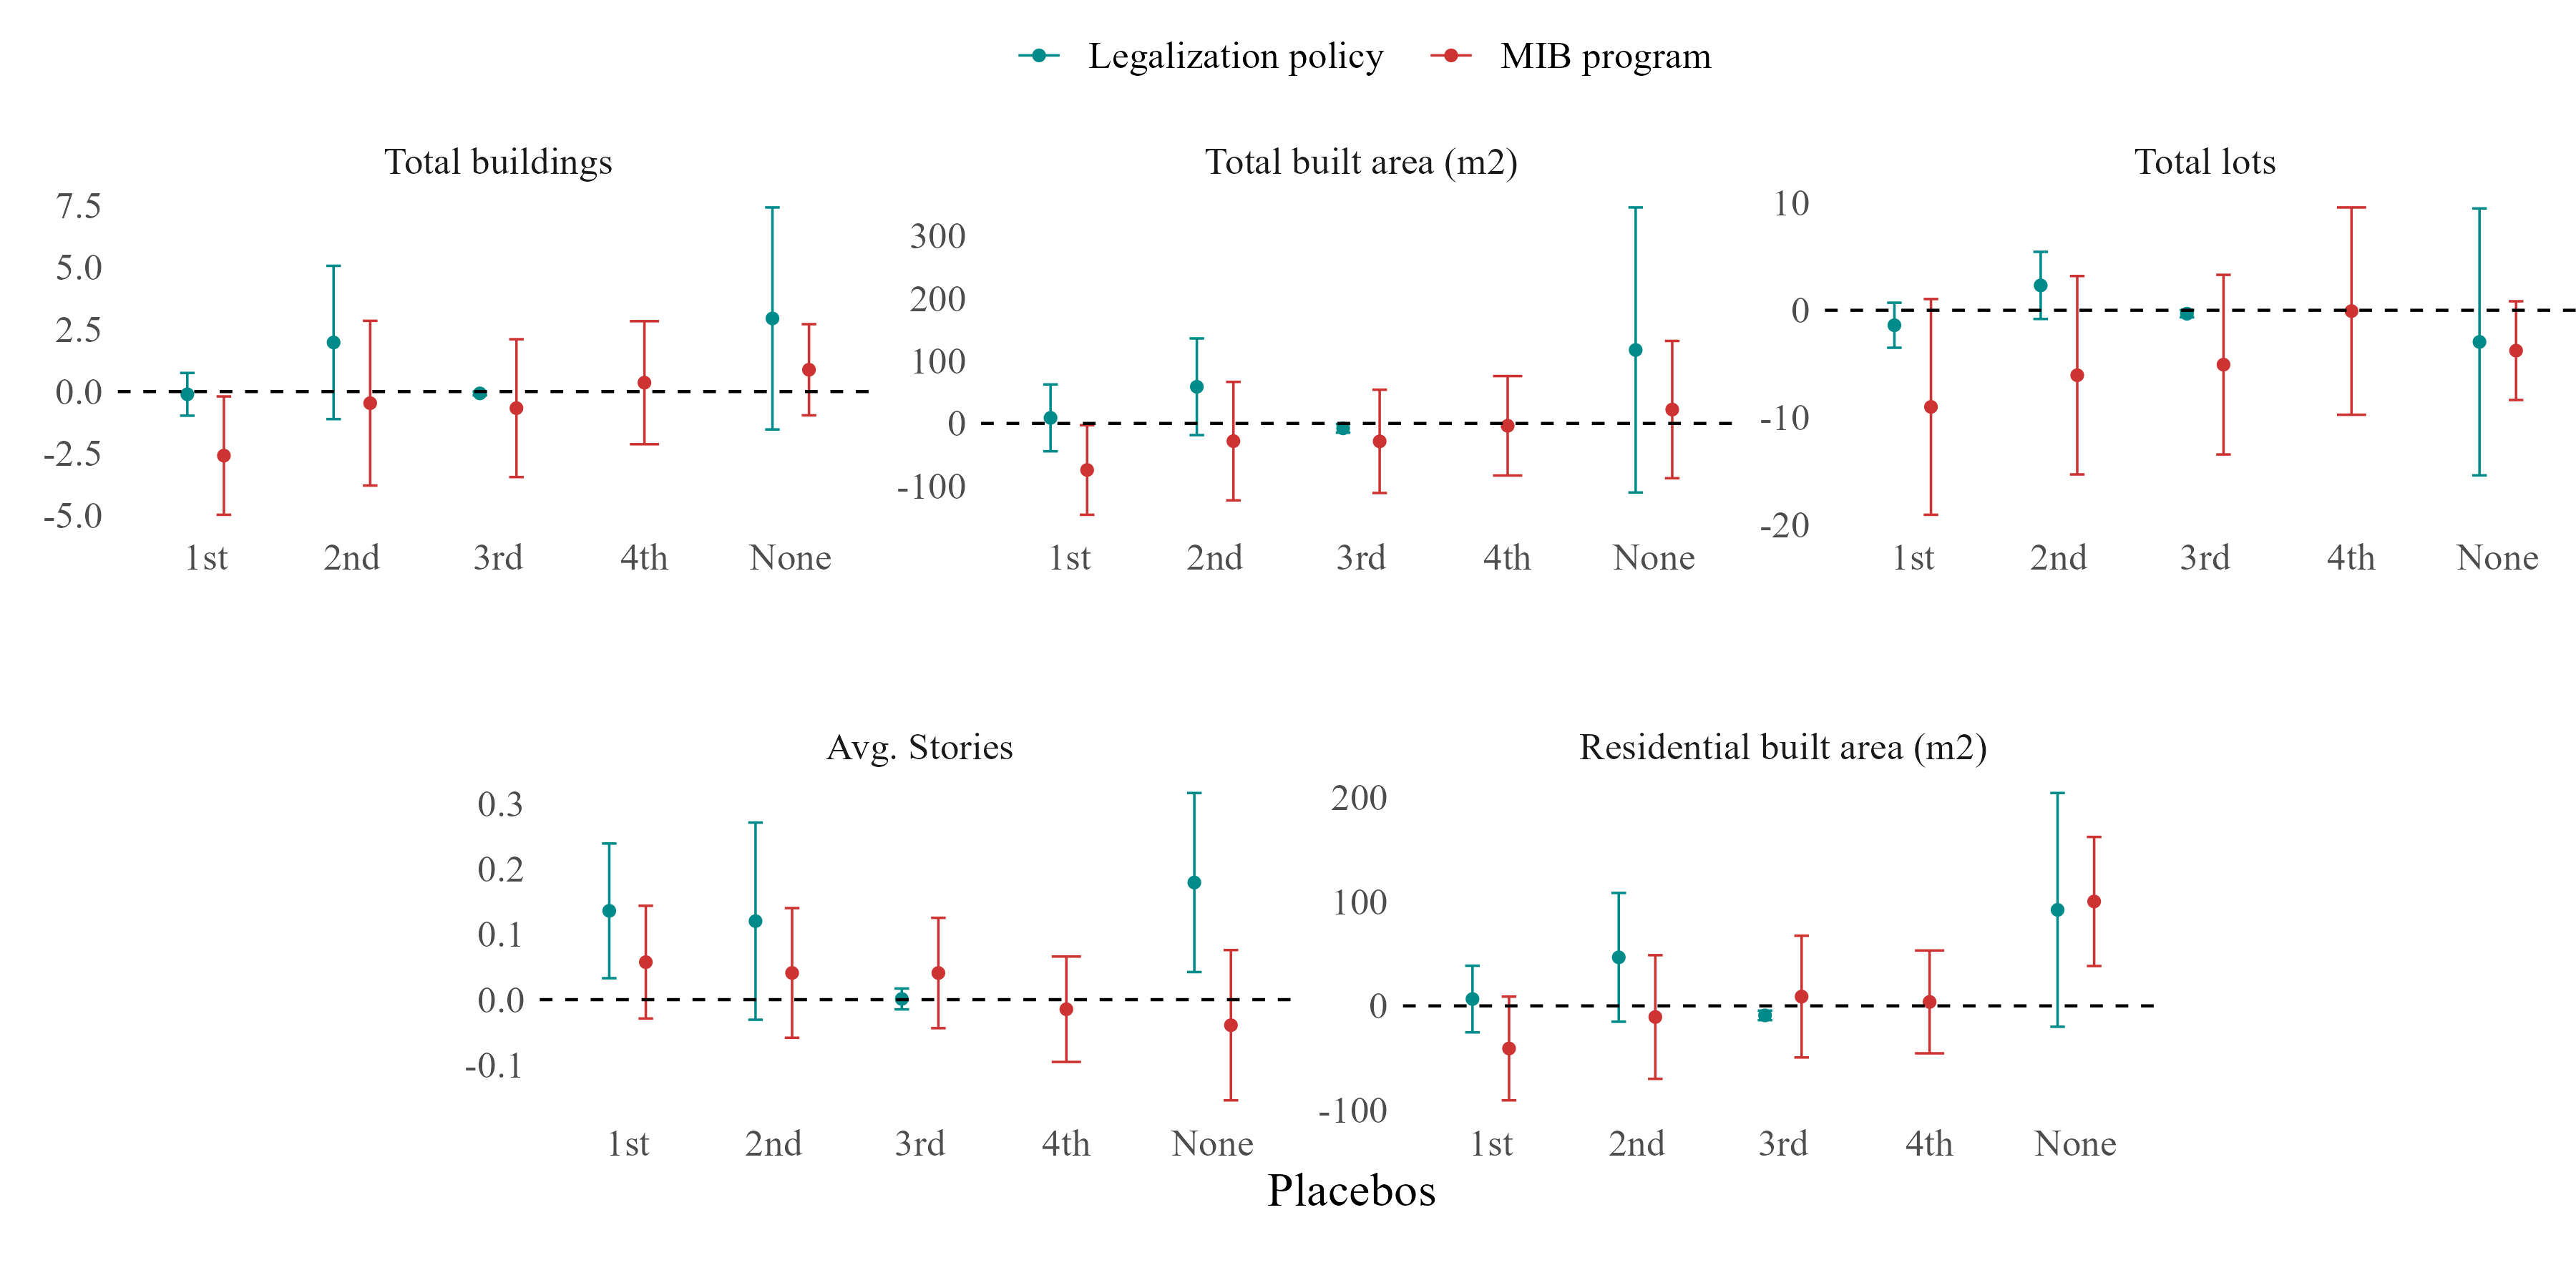 Legalization policy MIB program
Total buildings
7.5
5.0
2.5
0.0
-2.5
-5.0
1st 2nd 3rd 4th None
Total built area (m2)
300
200
100
0
-100
1st 2nd 3rd 4th None
Total lots
10
0
-10
-20
1st 2nd 3rd 4th None
Avg. Stories
0.3
0.2
0.1
0.0
-0.1
1st 2nd 3rd 4th None
Residential built area (m2)
200
100
0
-100
1st 2nd 3rd 4th None
Placebos